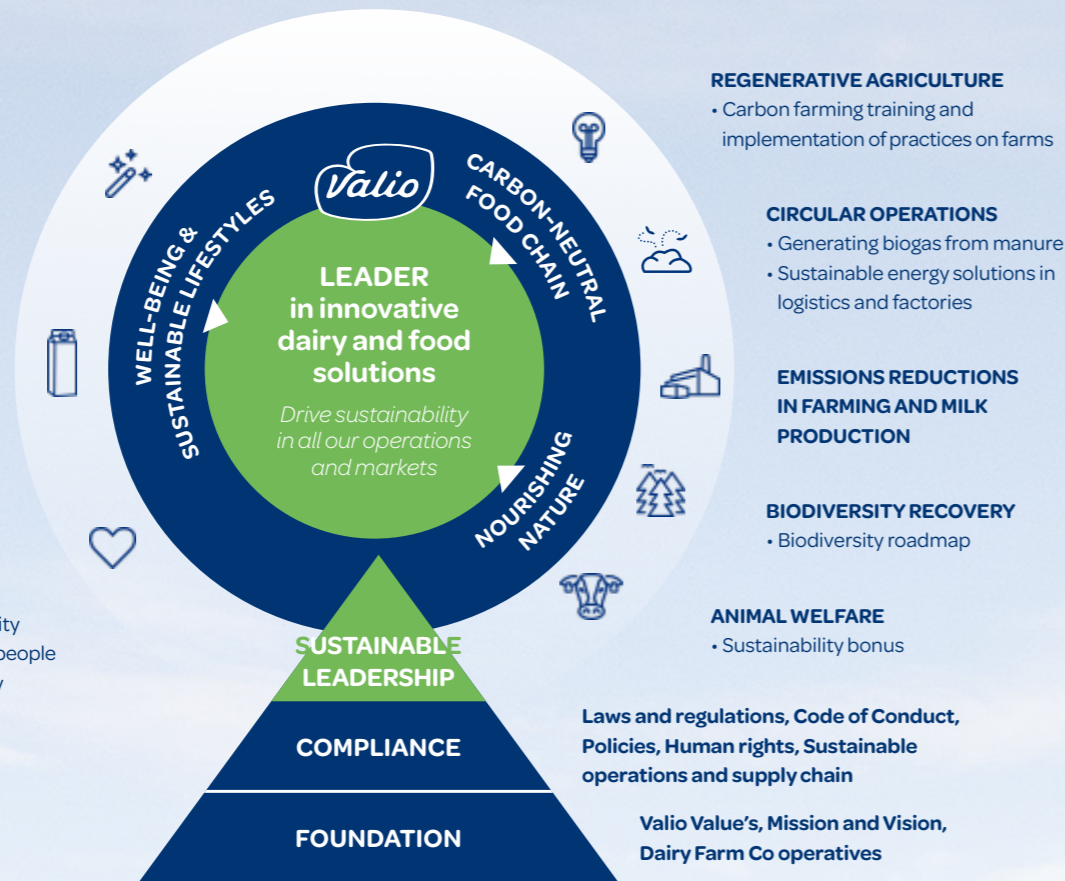 Valio
WELL-BEING &
SUSTAINABLE LIFESTYLES
CARBON-NEUTRAL
FOOD CHAIN
NOURISHING
NATURE
LEADER
in innovative
dairy and food
solutions
Drive sustainability
in all our operations
and markets
REGENERATIVE AGRICULTURE
• Carbon farming training and
implementation of practices on farms
CIRCULAR OPERATIONS
• Generating biogas from manure
• Sustainable energy solutions in
logistics and factories
EMISSIONS REDUCTIONS
IN FARMING AND MILK
PRODUCTION
BIODIVERSITY RECOVERY
• Biodiversity roadmap
ANIMAL WELFARE
• Sustainability bonus
people
SUSTAINABLE
LEADERSHIP
COMPLIANCE
Laws and regulations, Code of Conduct,
Policies, Human rights, Sustainable
operations and supply chain
FOUNDATION
Valio Value's, Mission and Vision,
Dairy Farm Co operatives